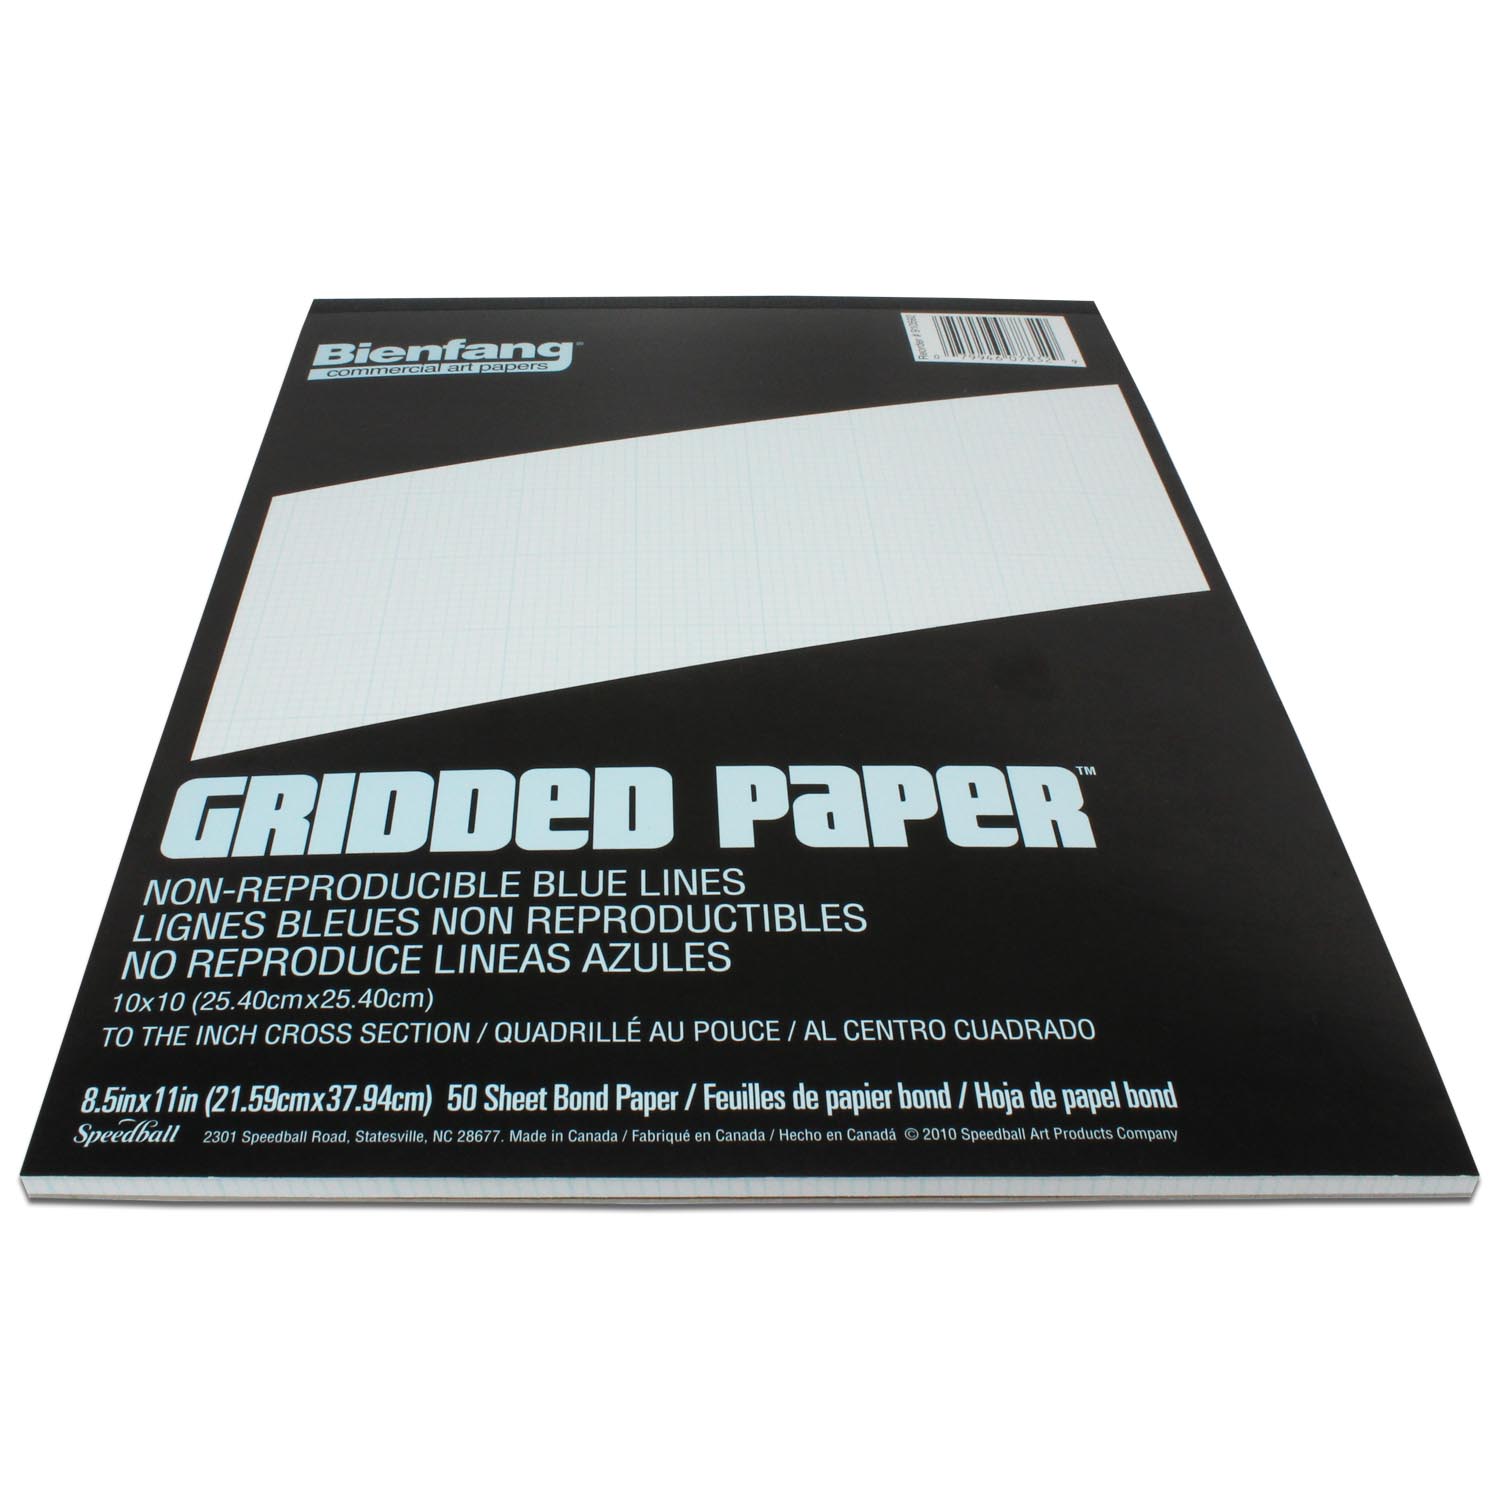 Bienfang
commercial art papers
Reorder # 910590
GRIDDED PAPER™
NON-REPRODUCIBLE BLUE LINES
LIGNES BLEUES NON REPRODUCTIBLES
NO REPRODUCE LINEAS AZULES
10x10 (25.40cmx25.40cm)
TO THE INCH CROSS SECTION / QUADRILLÉ AU POUCE / AL CENTRO CUADRADO
8.5inx11in (21.59cmx37.94cm) 50 Sheet Bond Paper / Feuilles de papier bond / Hoja de papel bond
Speedball 2301 Speedball Road, Statesville, NC 28677. Made in Canada / Fabriqué en Canada / Hecho en Canadá © 2010 Speedball Art Products Company